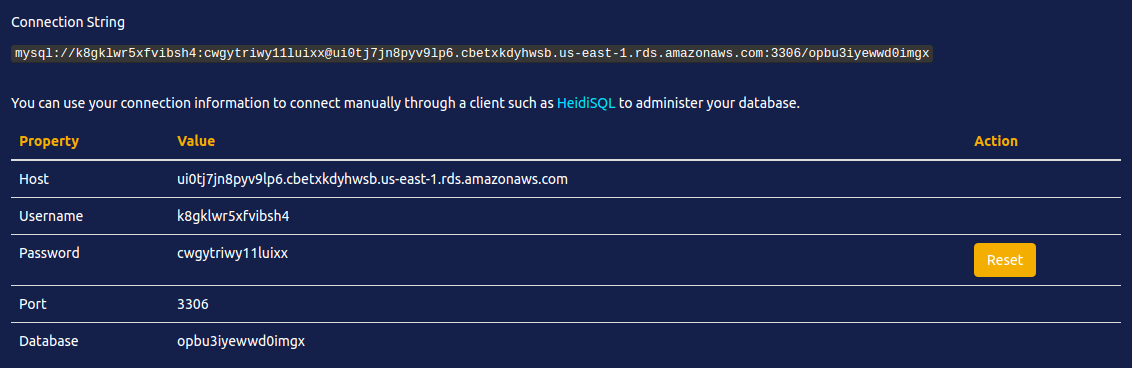 Connection String
mysql://k8gklwr5xfvibsh4:cwgytriwy11luixx@ui0tj7jn8pyv9lp6.cbetxkdyhwsb.us-east-1.rds.amazonaws.com:3306/opbu3iyewwd0imgx
You can use your connection information to connect manually through a client such as HeidiSQL to administer your database.
Property Value Action
Host ui0tj7jn8pyv9lp6.cbetxkdyhwsb.us-east-1.rds.amazonaws.com
Username k8gklwr5xfvibsh4
Password cwgytriwy11luixx Reset
Port 3306
Database opbu3iyewwd0imgx